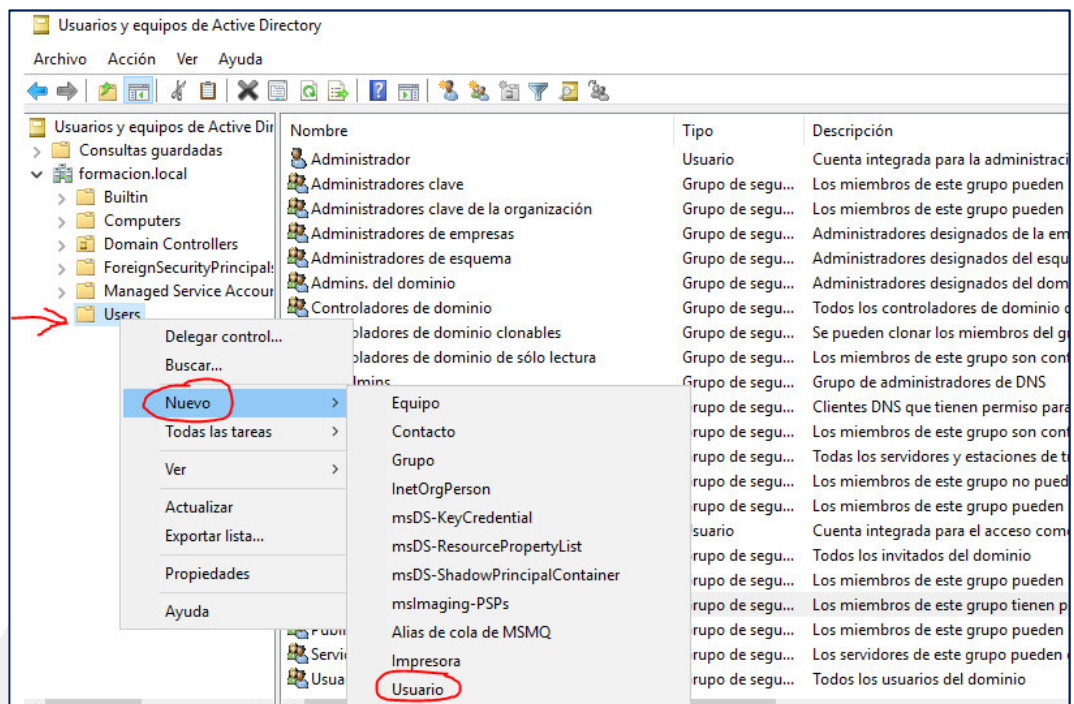 Usuarios y equipos de Active Directory
Archivo Acción Ver Ayuda
Usuarios y equipos de Active Dir
Consultas guardadas
formacion.local
Builtin
Computers
Domain Controllers
ForeignSecurityPrincipals
Managed Service Accour
Users
Nombre Tipo Descripción
Administrador Usuario Cuenta integrada para la administraci
Administradores clave Grupo de segu... Los miembros de este grupo pueden
Administradores clave de la organización Grupo de segu... Los miembros de este grupo pueden
Administradores de empresas Grupo de segu... Administradores designados de la em
Administradores de esquema Grupo de segu... Administradores designados del esqu
Admins. del dominio Grupo de segu... Administradores designados del dom
Controladores de dominio Grupo de segu... Todos los controladores de dominio
oladores de dominio clonables Grupo de segu... Se pueden clonar los miembros del g
oladores de dominio de sólo lectura Grupo de segu... Los miembros de este grupo son cont
dmins Grupo de segu... Grupo de administradores de DNS
rupo de segu... Clientes DNS que tienen permiso para
rupo de segu... Los miembros de este grupo son cont
rupo de segu... Todas los servidores y estaciones de t
rupo de segu... Los miembros de este grupo no pued
rupo de segu... Los miembros de este grupo pueden
suario Cuenta integrada para el acceso com
rupo de segu... Todos los invitados del dominio
rupo de segu... Los miembros de este grupo pueden
rupo de segu... Los miembros de este grupo tienen p
Publi rupo de segu... Los miembros de este grupo pueden
Servi rupo de segu... Los servidores de este grupo pueden
Usua rupo de segu... Todos los usuarios del dominio
Delegar control...
Buscar...
Nuevo
Todas las tareas
Ver
Actualizar
Exportar lista...
Propiedades
Ayuda
Equipo
Contacto
Grupo
InetOrgPerson
msDS-KeyCredential
msDS-ResourcePropertyList
msDS-ShadowPrincipalContainer
msImaging-PSPs
Alias de cola de MSMQ
Impresora
Usuario